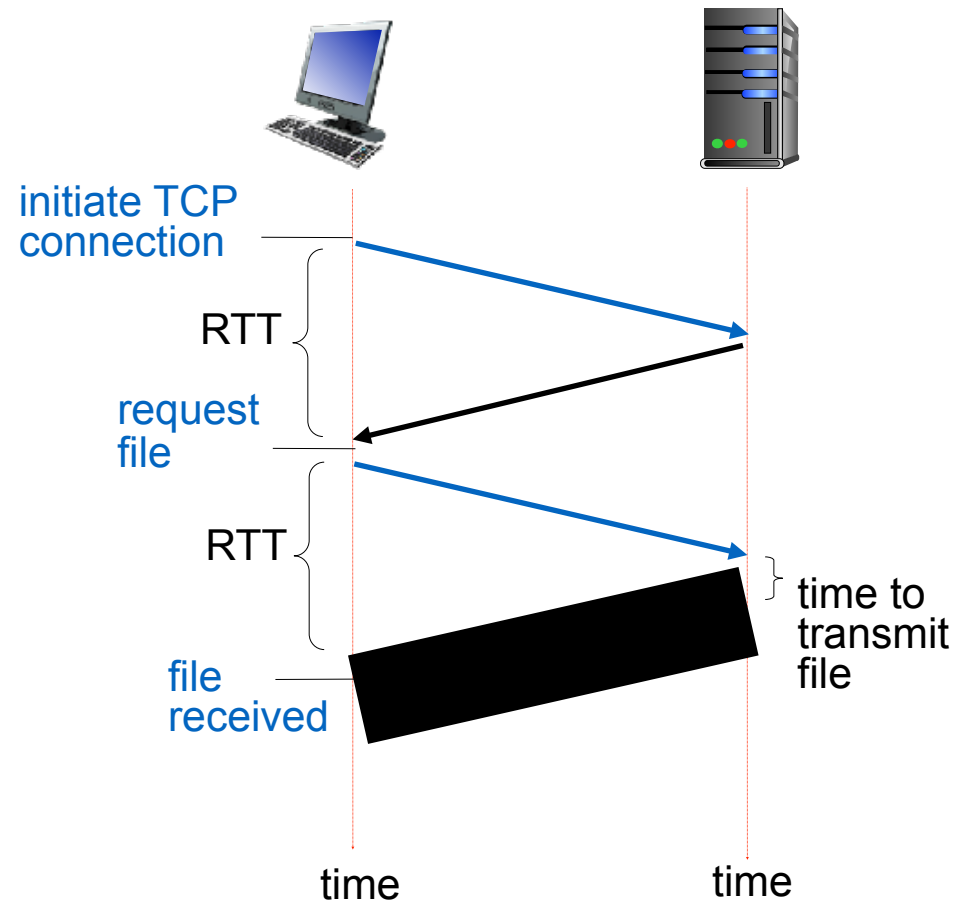 initiate TCP
connection
RTT
request
file
RTT
time to
transmit
file
file
received
time
time